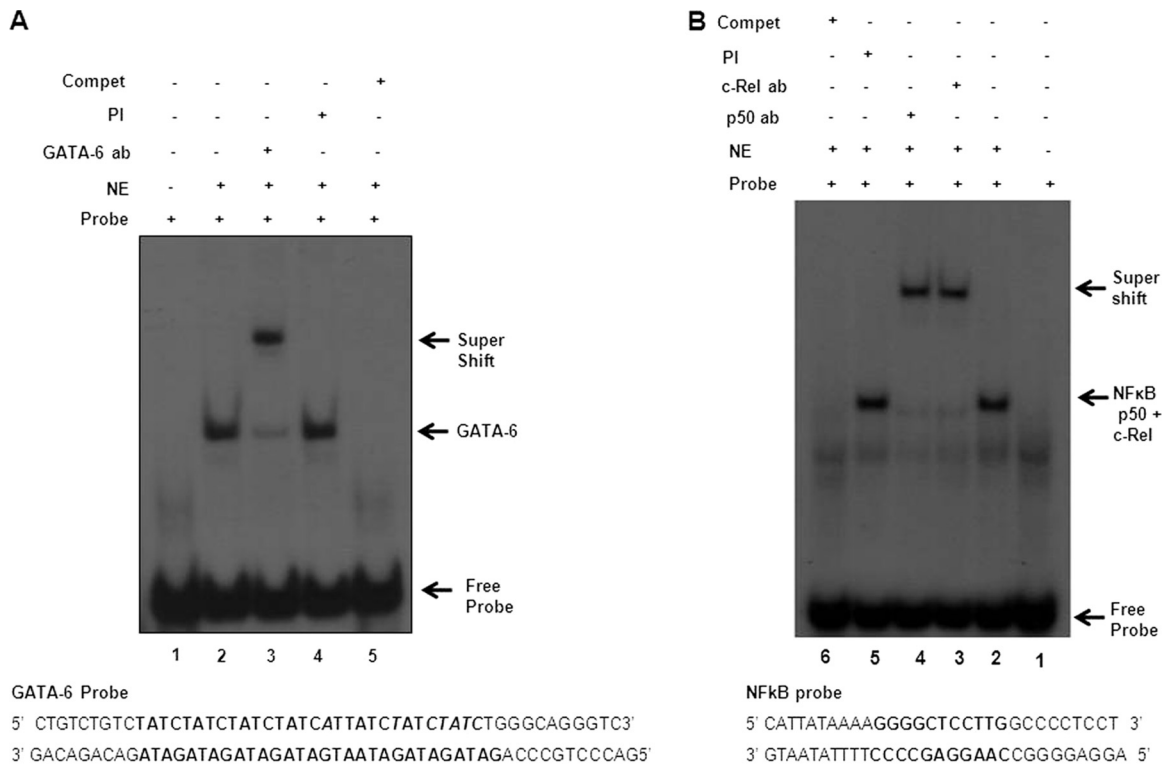 A
Compet - - - - +
PI - - - + -
GATA-6 ab - - + - -
NE - + + + +
Probe + + + + +
Super
Shift
GATA-6
Free
Probe
1 2 3 4 5
GATA-6 Probe
5' CTGTCTGTCTATCTATCTATCTATCATTATCTATCTATCTGGGCAGGGTC3'
3' GACAGACAGATAGATAGATAGATAGTAATAGATAGATAGACCCGTCCCAG5'
B
Compet + - - - - -
PI - + - - - -
c-Rel ab - - - + - -
p50 ab - - + - - -
NE + + + + + -
Probe + + + + + +
Super
shift
NFκB
p50 +
c-Rel
Free
Probe
6 5 4 3 2 1
NFkB probe
5' CATTATAAAAGGGGCTCCTTGGCCCCTCCT 3'
3' GTAATATTTTCCCCGAGGAACCGGGGAGGA 5'